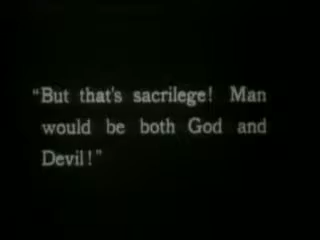 “But that's sacrilege! Man
would be both God and
Devil!”